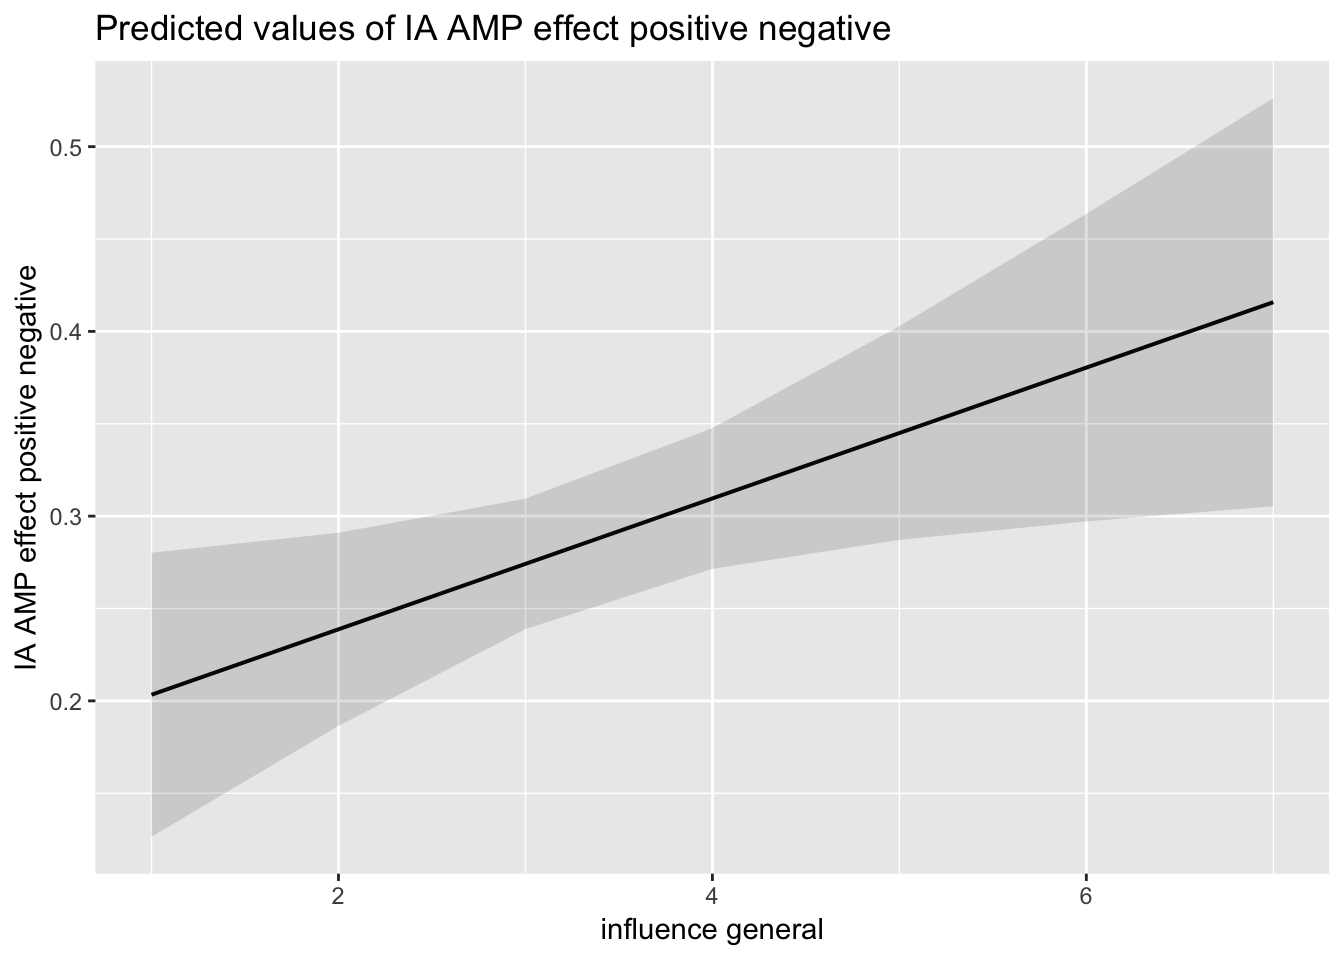 Predicted values of IA AMP effect positive negative
IA AMP effect positive negative
0.5
0.4
0.3
0.2
2
4
6
influence general